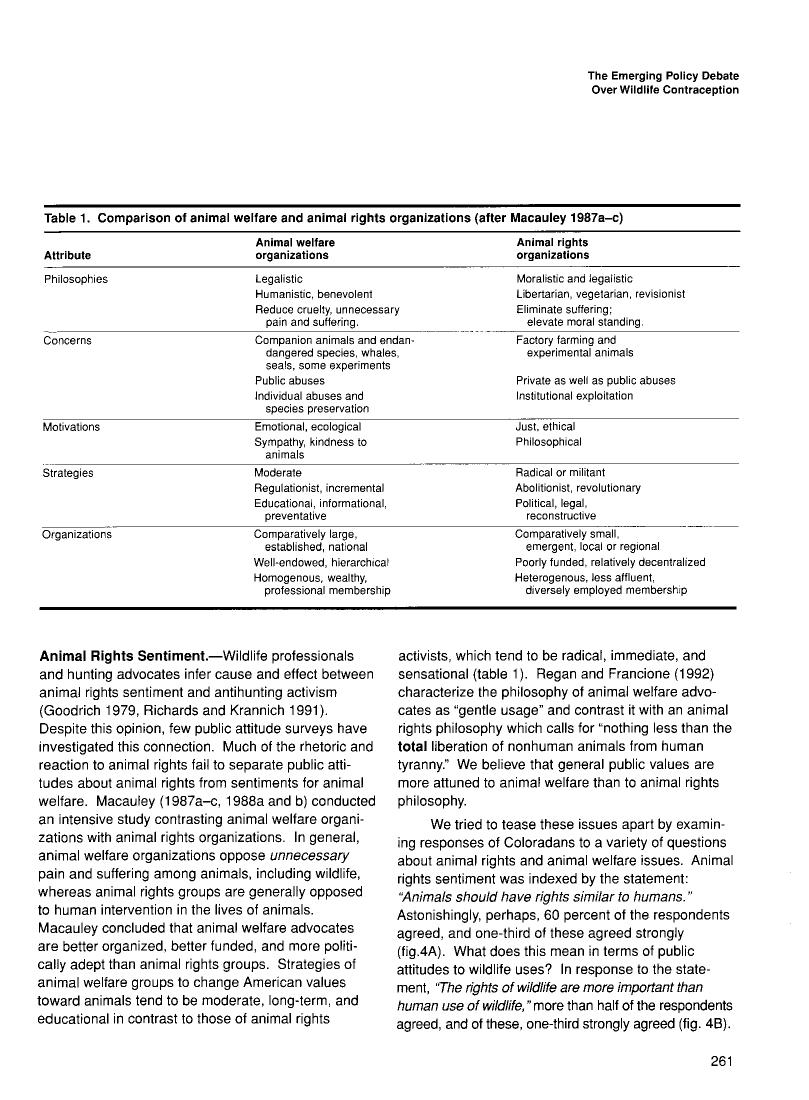 The Emerging Policy Debate
Over Wildlife Contraception
Table 1. Comparison of animal welfare and animal rights organizations (after Macauley 1987a–c)
Attribute
Animal welfare
organizations
Animal rights
organizations
Philosophies
Legalistic
Moralistic and legalistic
Humanistic, benevolent
Libertarian, vegetarian, revisionist
Reduce cruelty, unnecessary
pain and suffering.
Eliminate suffering;
elevate moral standing.
Concerns
Companion animals and endan-
dangered species, whales,
seals, some experiments
Factory farming and
experimental animals
Public abuses
Private as well as public abuses
Individual abuses and
species preservation
Institutional exploitation
Motivations
Emotional, ecological
Just, ethical
Sympathy, kindness to
animals
Philosophical
Strategies
Moderate
Radical or militant
Regulationist, incremental
Abolitionist, revolutionary
Educational, informational,
preventative
Political, legal,
reconstructive
Organizations
Comparatively large,
established, national
Comparatively small,
emergent, local or regional
Well-endowed, hierarchical
Poorly funded, relatively decentralized
Homogenous, wealthy,
professional membership
Heterogenous, less affluent,
diversely employed membership
Animal Rights Sentiment.—Wildlife professionals
and hunting advocates infer cause and effect between
animal rights sentiment and antihunting activism
(Goodrich 1979, Richards and Krannich 1991).
Despite this opinion, few public attitude surveys have
investigated this connection. Much of the rhetoric and
reaction to animal rights fail to separate public atti-
tudes about animal rights from sentiments for animal
welfare. Macauley (1987a–c, 1988a and b) conducted
an intensive study contrasting animal welfare organi-
zations with animal rights organizations. In general,
animal welfare organizations oppose unnecessary
pain and suffering among animals, including wildlife,
whereas animal rights groups are generally opposed
to human intervention in the lives of animals.
Macauley concluded that animal welfare advocates
are better organized, better funded, and more politi-
cally adept than animal rights groups. Strategies of
animal welfare groups to change American values
toward animals tend to be moderate, long-term, and
educational in contrast to those of animal rights
activists, which tend to be radical, immediate, and
sensational (table 1). Regan and Francione (1992)
characterize the philosophy of animal welfare advo-
cates as “gentle usage” and contrast it with an animal
rights philosophy which calls for “nothing less than the
total liberation of nonhuman animals from human
tyranny.” We believe that general public values are
more attuned to animal welfare than to animal rights
philosophy.
We tried to tease these issues apart by examin-
ing responses of Coloradans to a variety of questions
about animal rights and animal welfare issues. Animal
rights sentiment was indexed by the statement:
“Animals should have rights similar to humans.”
Astonishingly, perhaps, 60 percent of the respondents
agreed, and one-third of these agreed strongly
(fig.4A). What does this mean in terms of public
attitudes to wildlife uses? In response to the state-
ment, “The rights of wildlife are more important than
human use of wildlife,” more than half of the respondents
agreed, and of these, one-third strongly agreed (fig. 4B).
261